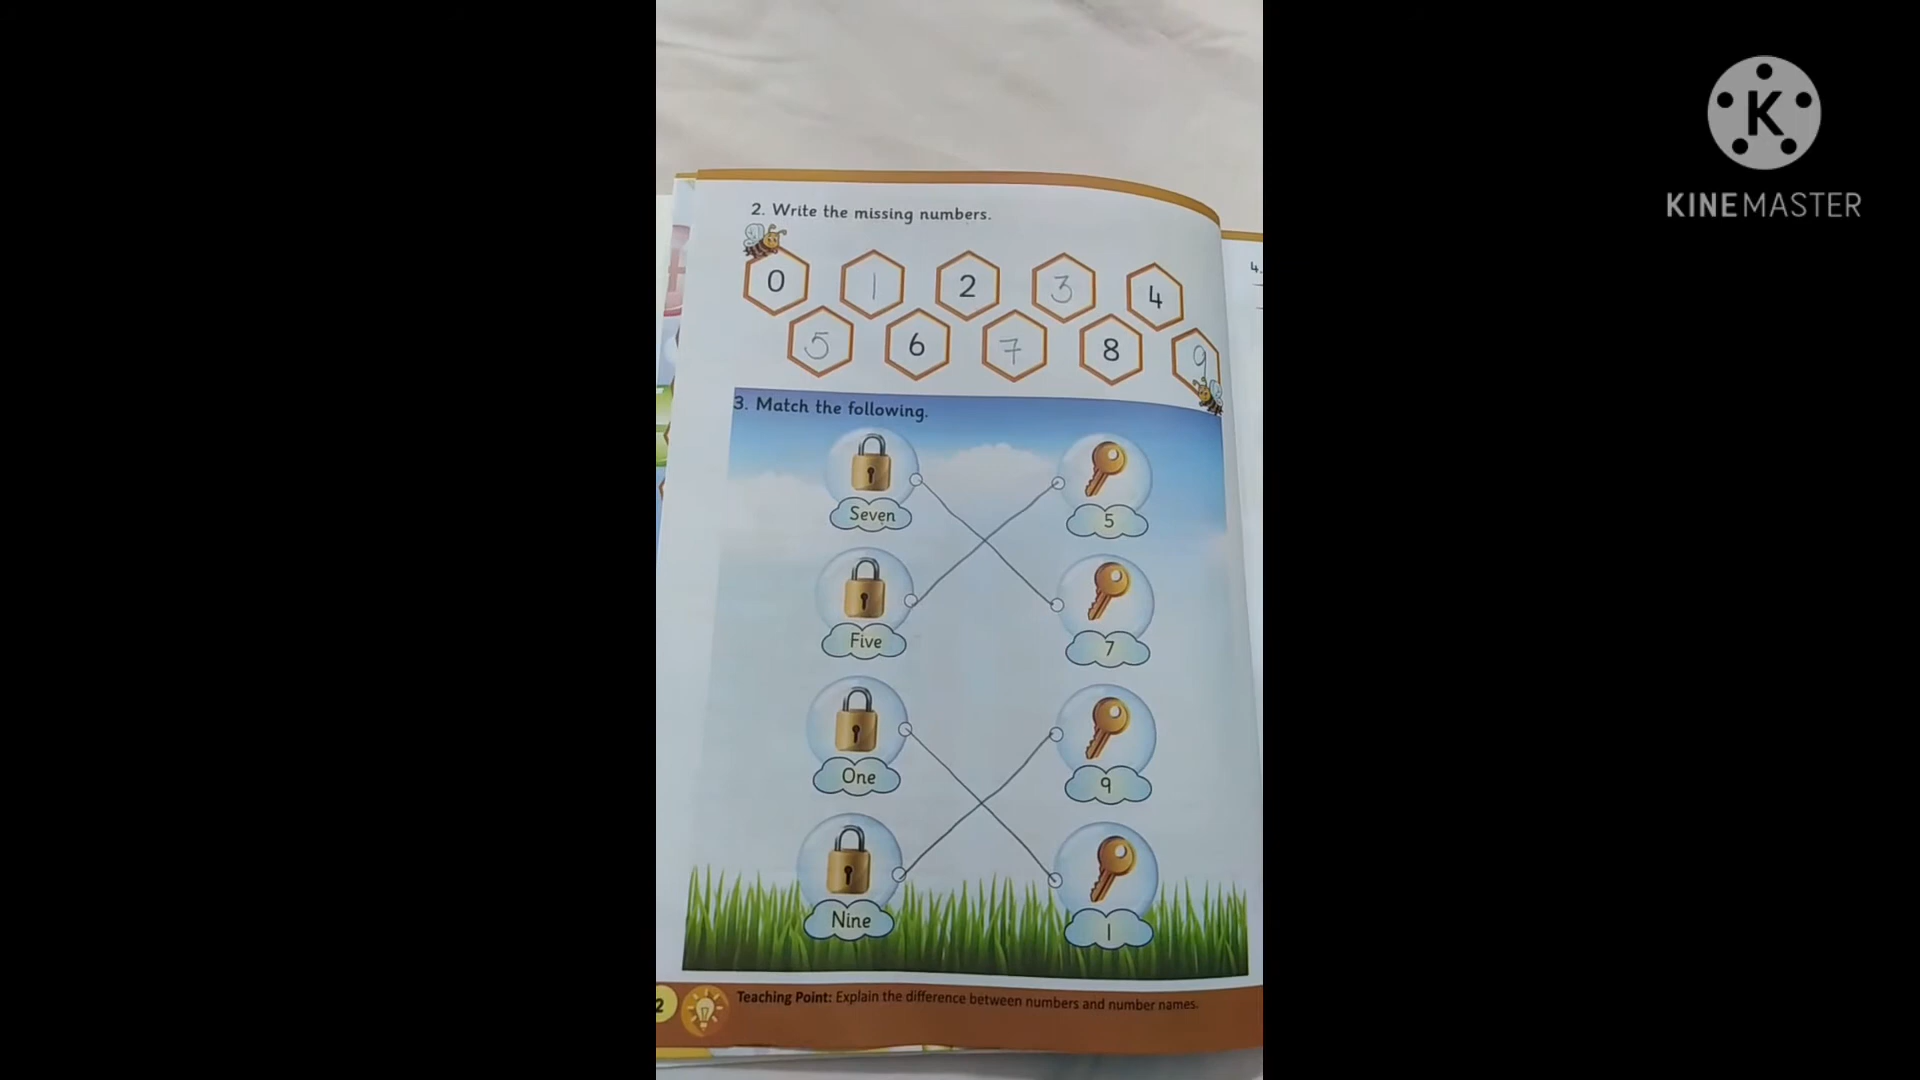 K
KINEMASTER
2. Write the missing numbers.
0 1 2 3 4
5 6 7 8 9
4.
3. Match the following.
Seven 5
Five 7
One 9
Nine 1
2
Teaching Point: Explain the difference between numbers and number names.